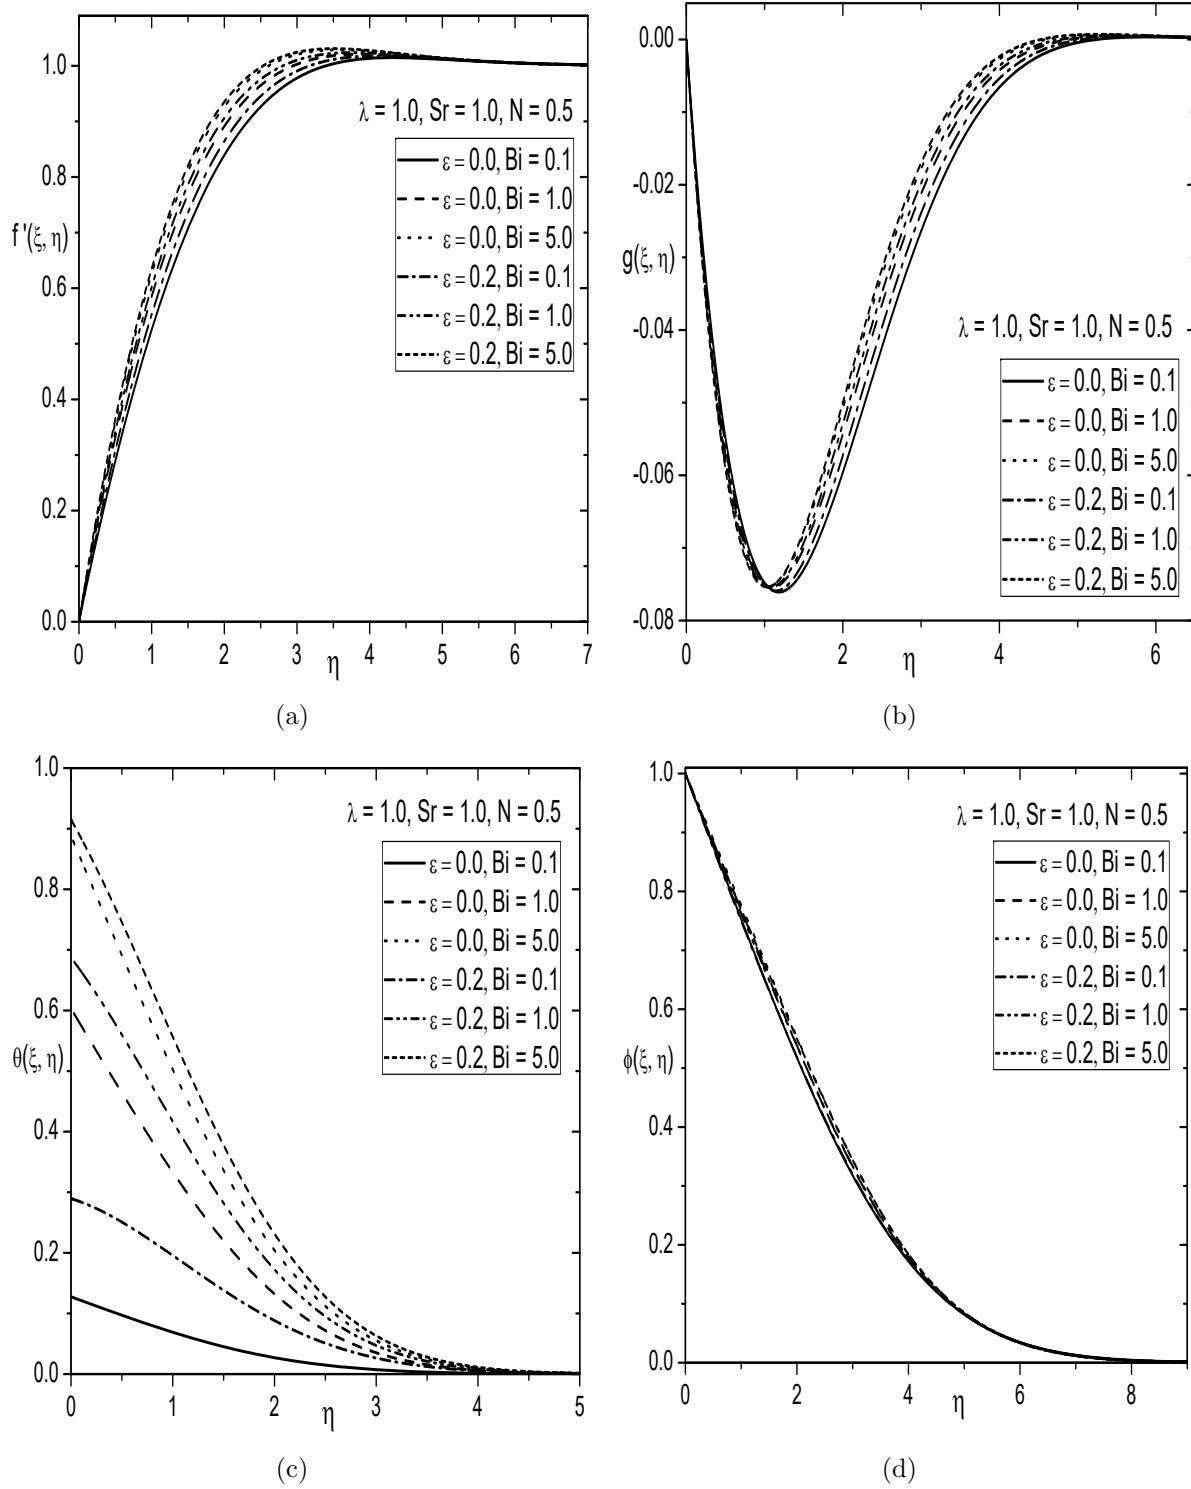 1.0
0.8
0.6
0.4
0.2
0.0
f'(ξ, η)
λ = 1.0, Sr = 1.0, N = 0.5
ε = 0.0, Bi = 0.1
ε = 0.0, Bi = 1.0
ε = 0.0, Bi = 5.0
ε = 0.2, Bi = 0.1
ε = 0.2, Bi = 1.0
ε = 0.2, Bi = 5.0
0 1 2 3 4 5 6 7
η
(a)
0.00
-0.02
-0.04
-0.06
-0.08
g(ξ, η)
λ = 1.0, Sr = 1.0, N = 0.5
ε = 0.0, Bi = 0.1
ε = 0.0, Bi = 1.0
ε = 0.0, Bi = 5.0
ε = 0.2, Bi = 0.1
ε = 0.2, Bi = 1.0
ε = 0.2, Bi = 5.0
0 2 4 6
η
(b)
1.0
0.8
0.6
0.4
0.2
0.0
θ(ξ, η)
λ = 1.0, Sr = 1.0, N = 0.5
ε = 0.0, Bi = 0.1
ε = 0.0, Bi = 1.0
ε = 0.0, Bi = 5.0
ε = 0.2, Bi = 0.1
ε = 0.2, Bi = 1.0
ε = 0.2, Bi = 5.0
0 1 2 3 4 5
η
(c)
1.0
0.8
0.6
0.4
0.2
0.0
ϕ(ξ, η)
λ = 1.0, Sr = 1.0, N = 0.5
ε = 0.0, Bi = 0.1
ε = 0.0, Bi = 1.0
ε = 0.0, Bi = 5.0
ε = 0.2, Bi = 0.1
ε = 0.2, Bi = 1.0
ε = 0.2, Bi = 5.0
0 2 4 6 8
η
(d)